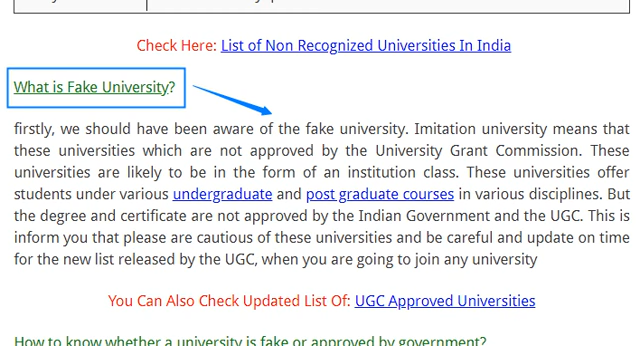 Check Here: List of Non Recognized Universities In India
What is Fake University?
firstly, we should have been aware of the fake university. Imitation university means that
these universities which are not approved by the University Grant Commission. These
universities are likely to be in the form of an institution class. These universities offer
students under various undergraduate and post graduate courses in various disciplines. But
the degree and certificate are not approved by the Indian Government and the UGC. This is
inform you that please are cautious of these universities and be careful and update on time
for the new list released by the UGC, when you are going to join any university
You Can Also Check Updated List Of: UGC Approved Universities
How to know whether a university is fake or approved by government?